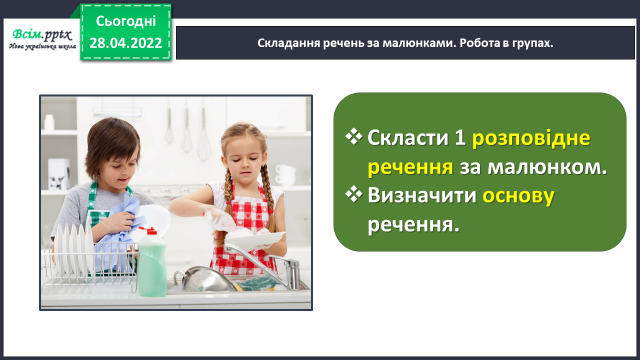 Всім.pptx
Нова українська школа
Сьогодні
28.04.2022
Складання речень за малюнками. Робота в групах.
❖ Скласти 1 розповідне
речення за малюнком.
❖ Визначити основу
речення.